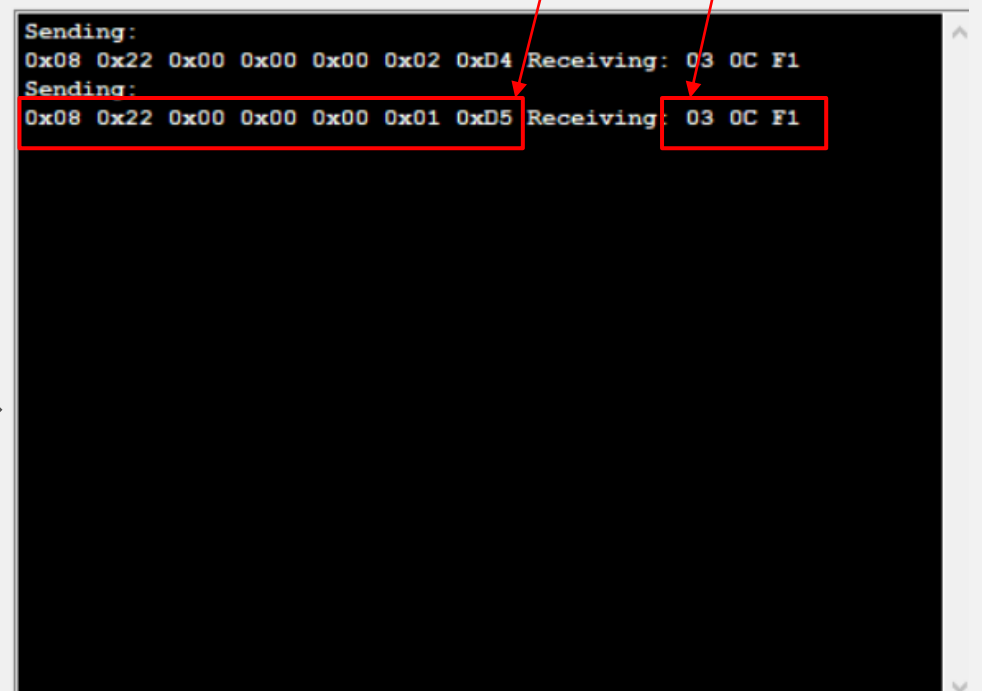 Sending:
0x08 0x22 0x00 0x00 0x00 0x02 0xD4 Receiving: 03 0C F1
Sending:
0x08 0x22 0x00 0x00 0x00 0x01 0xD5 Receiving: 03 0C F1